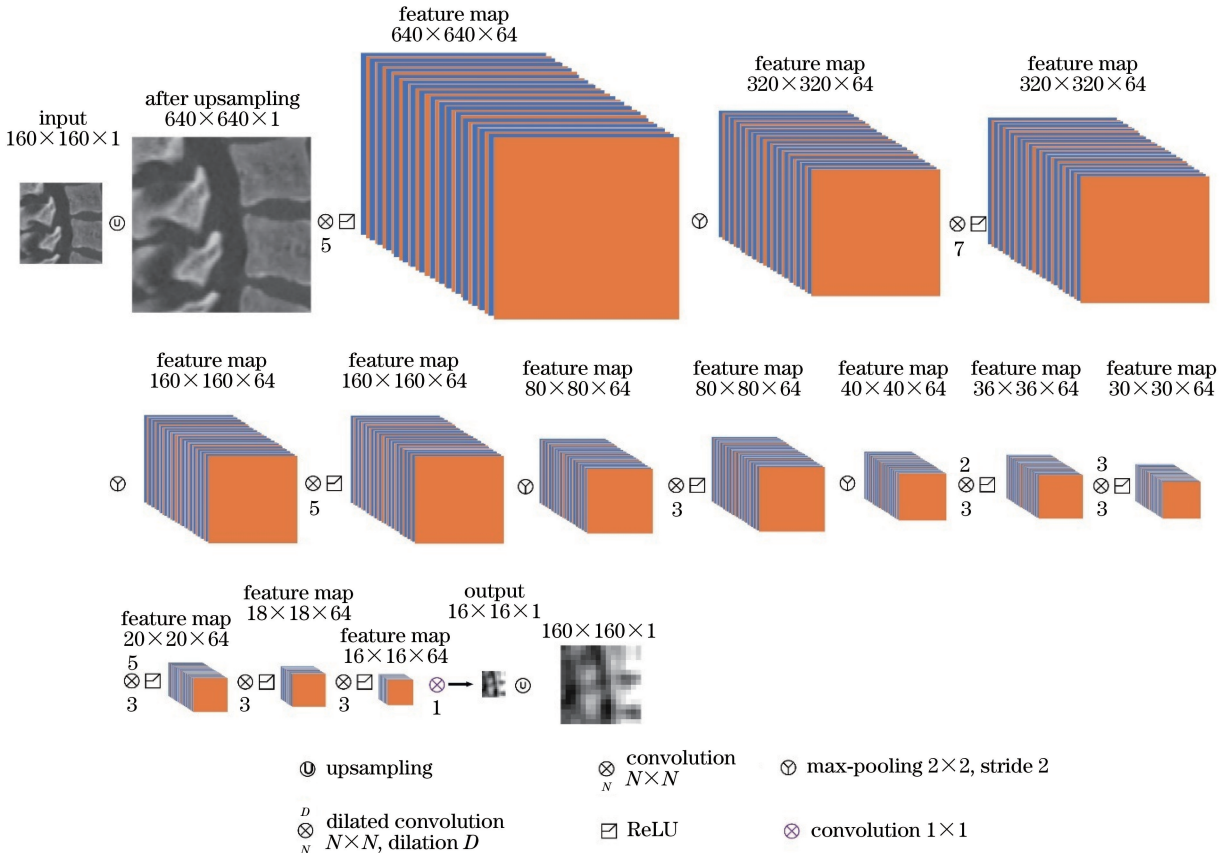 input
160×160×1
after upsampling
640×640×1
feature map
640×640×64
feature map
320×320×64
feature map
320×320×64
U
5
7
feature map
160×160×64
feature map
160×160×64
feature map
80×80×64
feature map
80×80×64
feature map
40×40×64
feature map
36×36×64
feature map
30×30×64
5
3
2
3
3
3
feature map
20×20×64
feature map
18×18×64
feature map
16×16×64
output
16×16×1
160×160×1
5
3
3
3
1
U
U upsampling
N
convolution
N×N
max-pooling 2×2, stride 2
D
N
dilated convolution
N×N, dilation D
ReLU
convolution 1×1